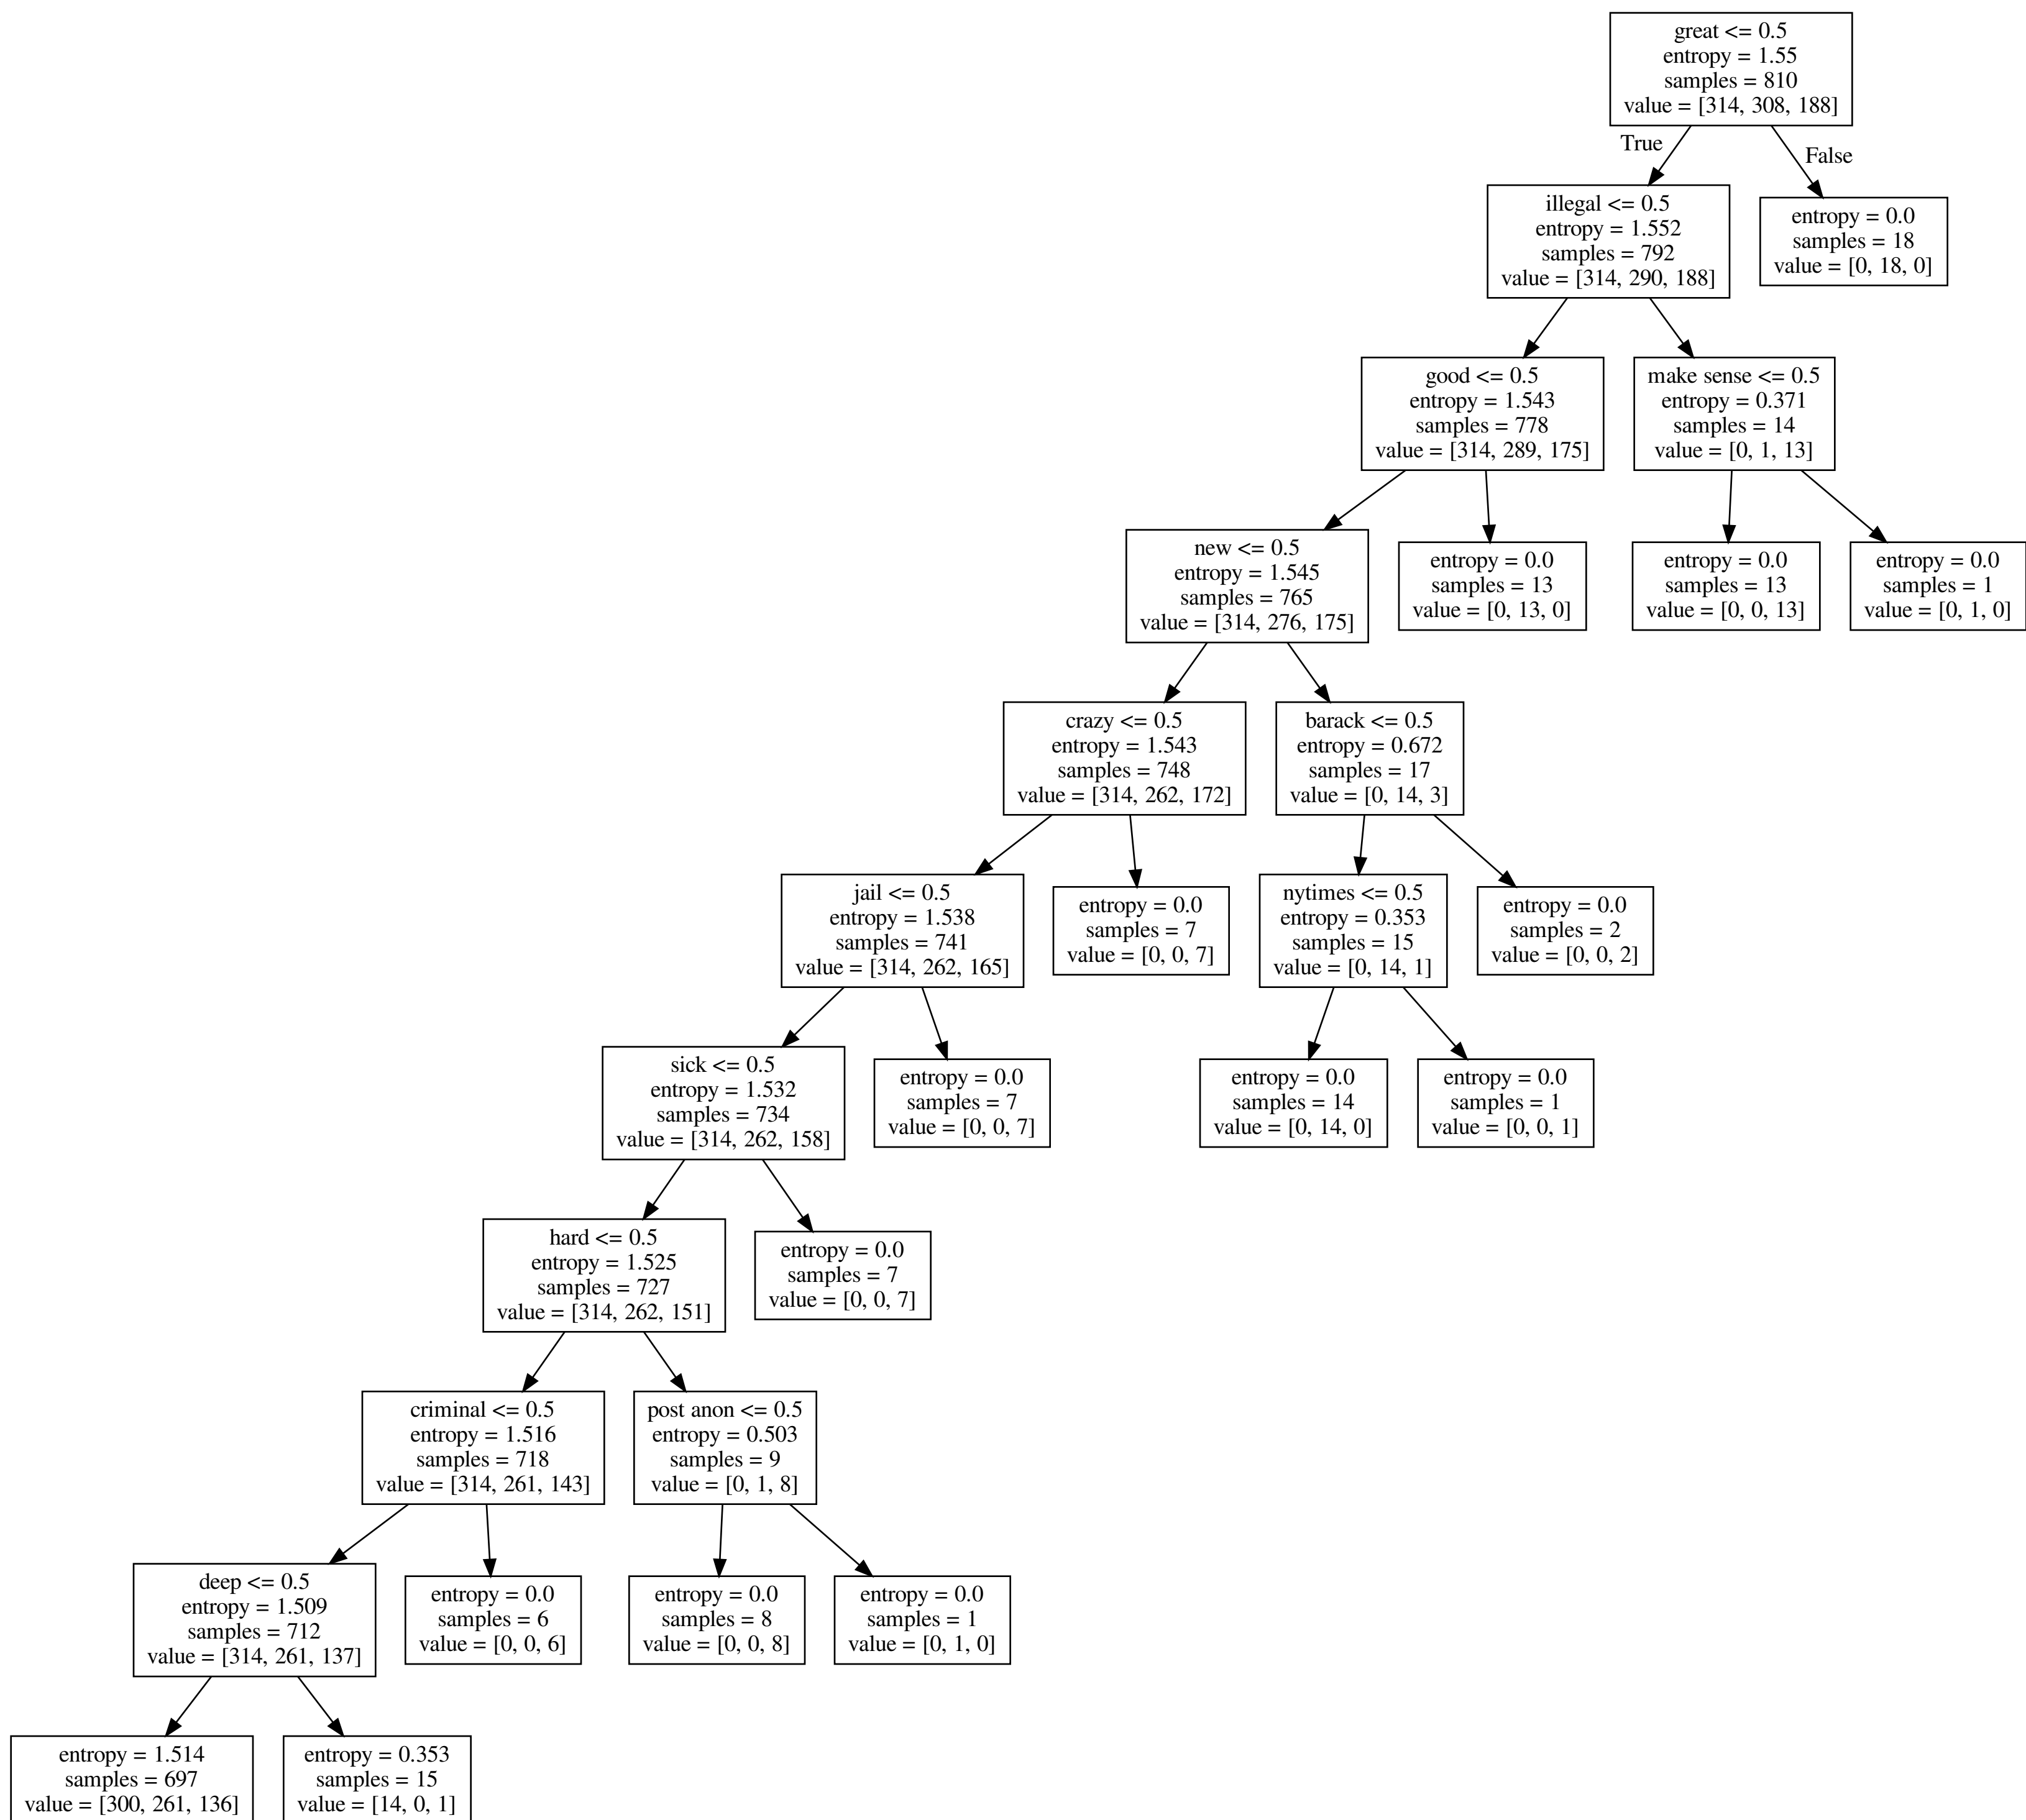 great <= 0.5
entropy = 1.55
samples = 810
value = [314, 308, 188]
True
False
illegal <= 0.5
entropy = 1.552
samples = 792
value = [314, 290, 188]
entropy = 0.0
samples = 18
value = [0, 18, 0]
good <= 0.5
entropy = 1.543
samples = 778
value = [314, 289, 175]
make sense <= 0.5
entropy = 0.371
samples = 14
value = [0, 1, 13]
new <= 0.5
entropy = 1.545
samples = 765
value = [314, 276, 175]
entropy = 0.0
samples = 13
value = [0, 13, 0]
entropy = 0.0
samples = 13
value = [0, 0, 13]
entropy = 0.0
samples = 1
value = [0, 1, 0]
crazy <= 0.5
entropy = 1.543
samples = 748
value = [314, 262, 172]
barack <= 0.5
entropy = 0.672
samples = 17
value = [0, 14, 3]
jail <= 0.5
entropy = 1.538
samples = 741
value = [314, 262, 165]
entropy = 0.0
samples = 7
value = [0, 0, 7]
nytimes <= 0.5
entropy = 0.353
samples = 15
value = [0, 14, 1]
entropy = 0.0
samples = 2
value = [0, 0, 2]
sick <= 0.5
entropy = 1.532
samples = 734
value = [314, 262, 158]
entropy = 0.0
samples = 7
value = [0, 0, 7]
entropy = 0.0
samples = 14
value = [0, 14, 0]
entropy = 0.0
samples = 1
value = [0, 0, 1]
hard <= 0.5
entropy = 1.525
samples = 727
value = [314, 262, 151]
entropy = 0.0
samples = 7
value = [0, 0, 7]
criminal <= 0.5
entropy = 1.516
samples = 718
value = [314, 261, 143]
post anon <= 0.5
entropy = 0.503
samples = 9
value = [0, 1, 8]
deep <= 0.5
entropy = 1.509
samples = 712
value = [314, 261, 137]
entropy = 0.0
samples = 6
value = [0, 0, 6]
entropy = 0.0
samples = 8
value = [0, 0, 8]
entropy = 0.0
samples = 1
value = [0, 1, 0]
entropy = 1.514
samples = 697
value = [300, 261, 136]
entropy = 0.353
samples = 15
value = [14, 0, 1]